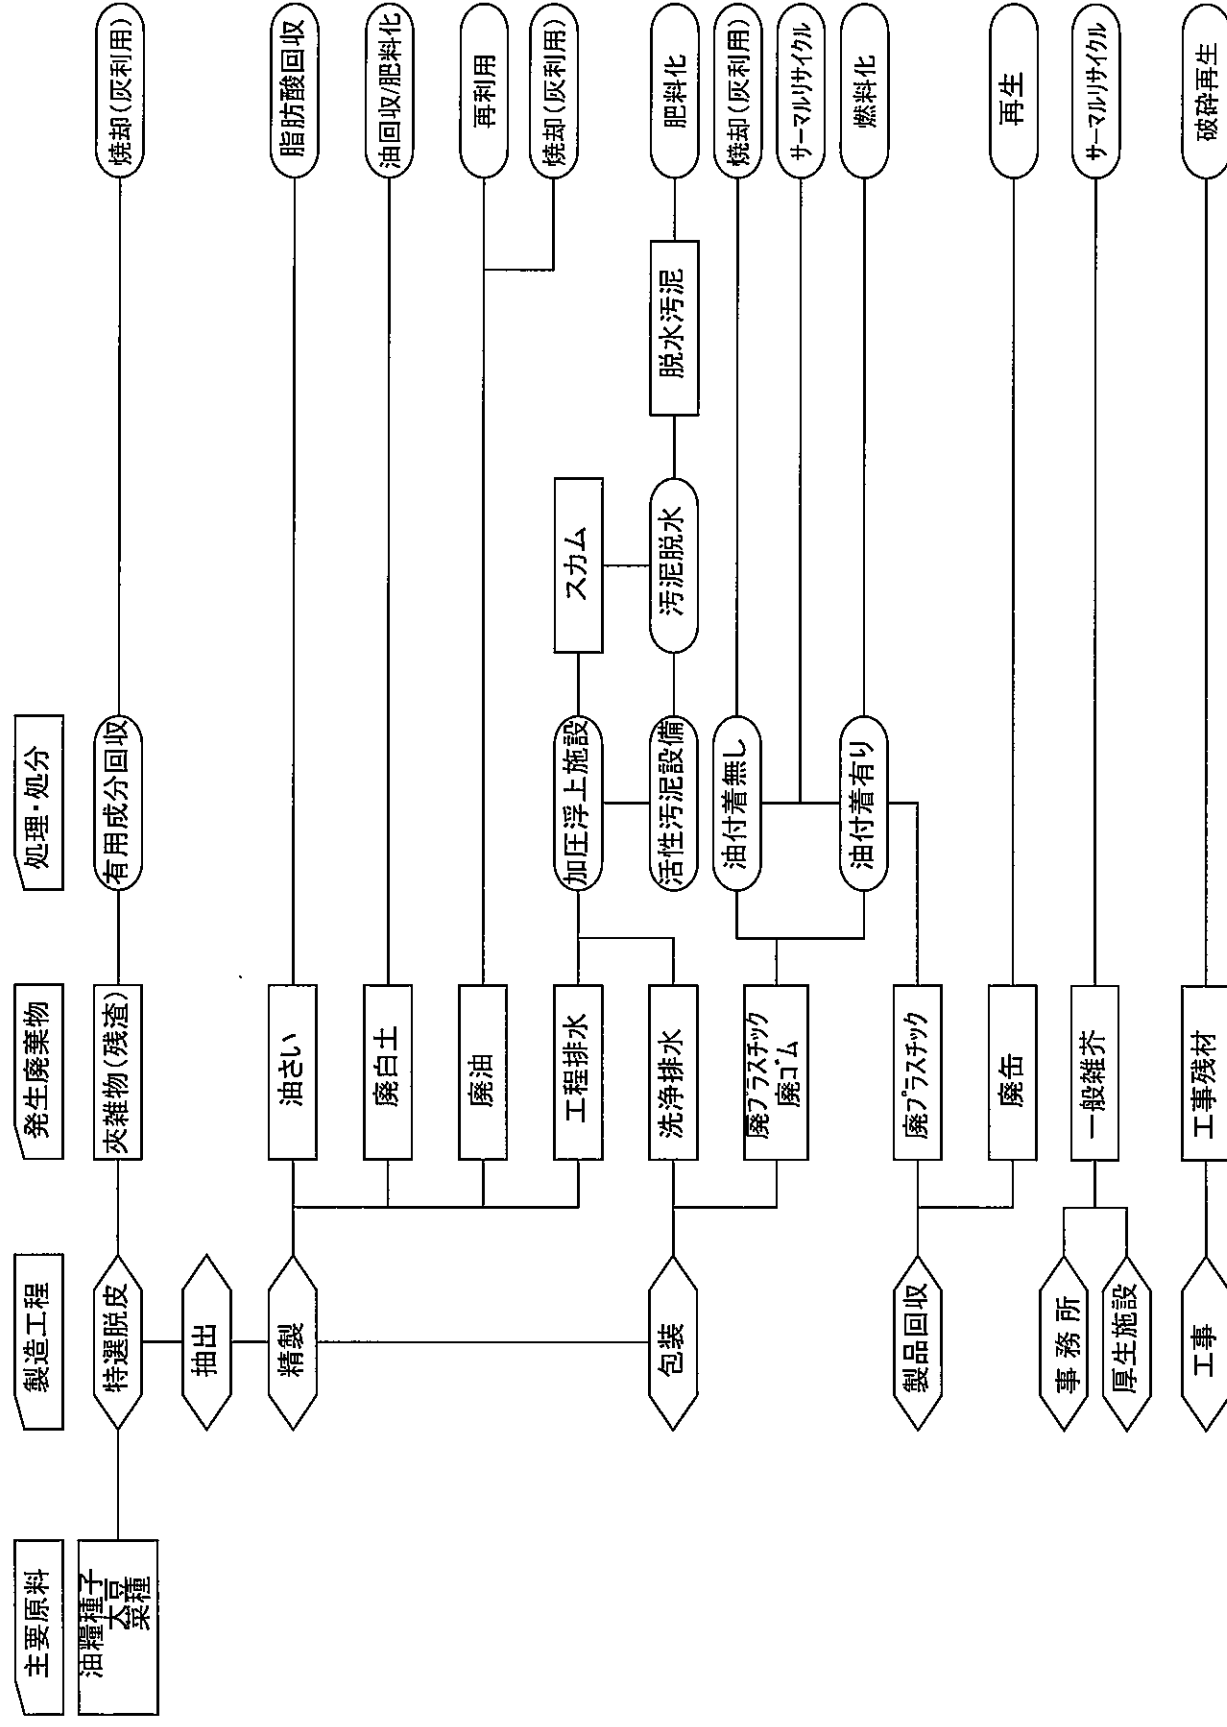 主要原料
製造工程
発生廃棄物
処理・処分
油糧種子
大豆
菜種
特選脱皮
夾雑物(残渣)
有用成分回収
焼却(灰利用)
抽出
精製
油さい
脂肪酸回収
廃白土
油回収/肥料化
廃油
再利用
焼却(灰利用)
工程排水
加圧浮上施設
スカム
包装
洗浄排水
活性汚泥設備
汚泥脱水
脱水汚泥
肥料化
廃プラスチック
廃ゴム
油付着無し
焼却(灰利用)
サーマルリサイクル
油付着有り
燃料化
製品回収
廃プラスチック
廃缶
再生
事務所
厚生施設
一般雑芥
サーマルリサイクル
工事
工事残材
破砕再生